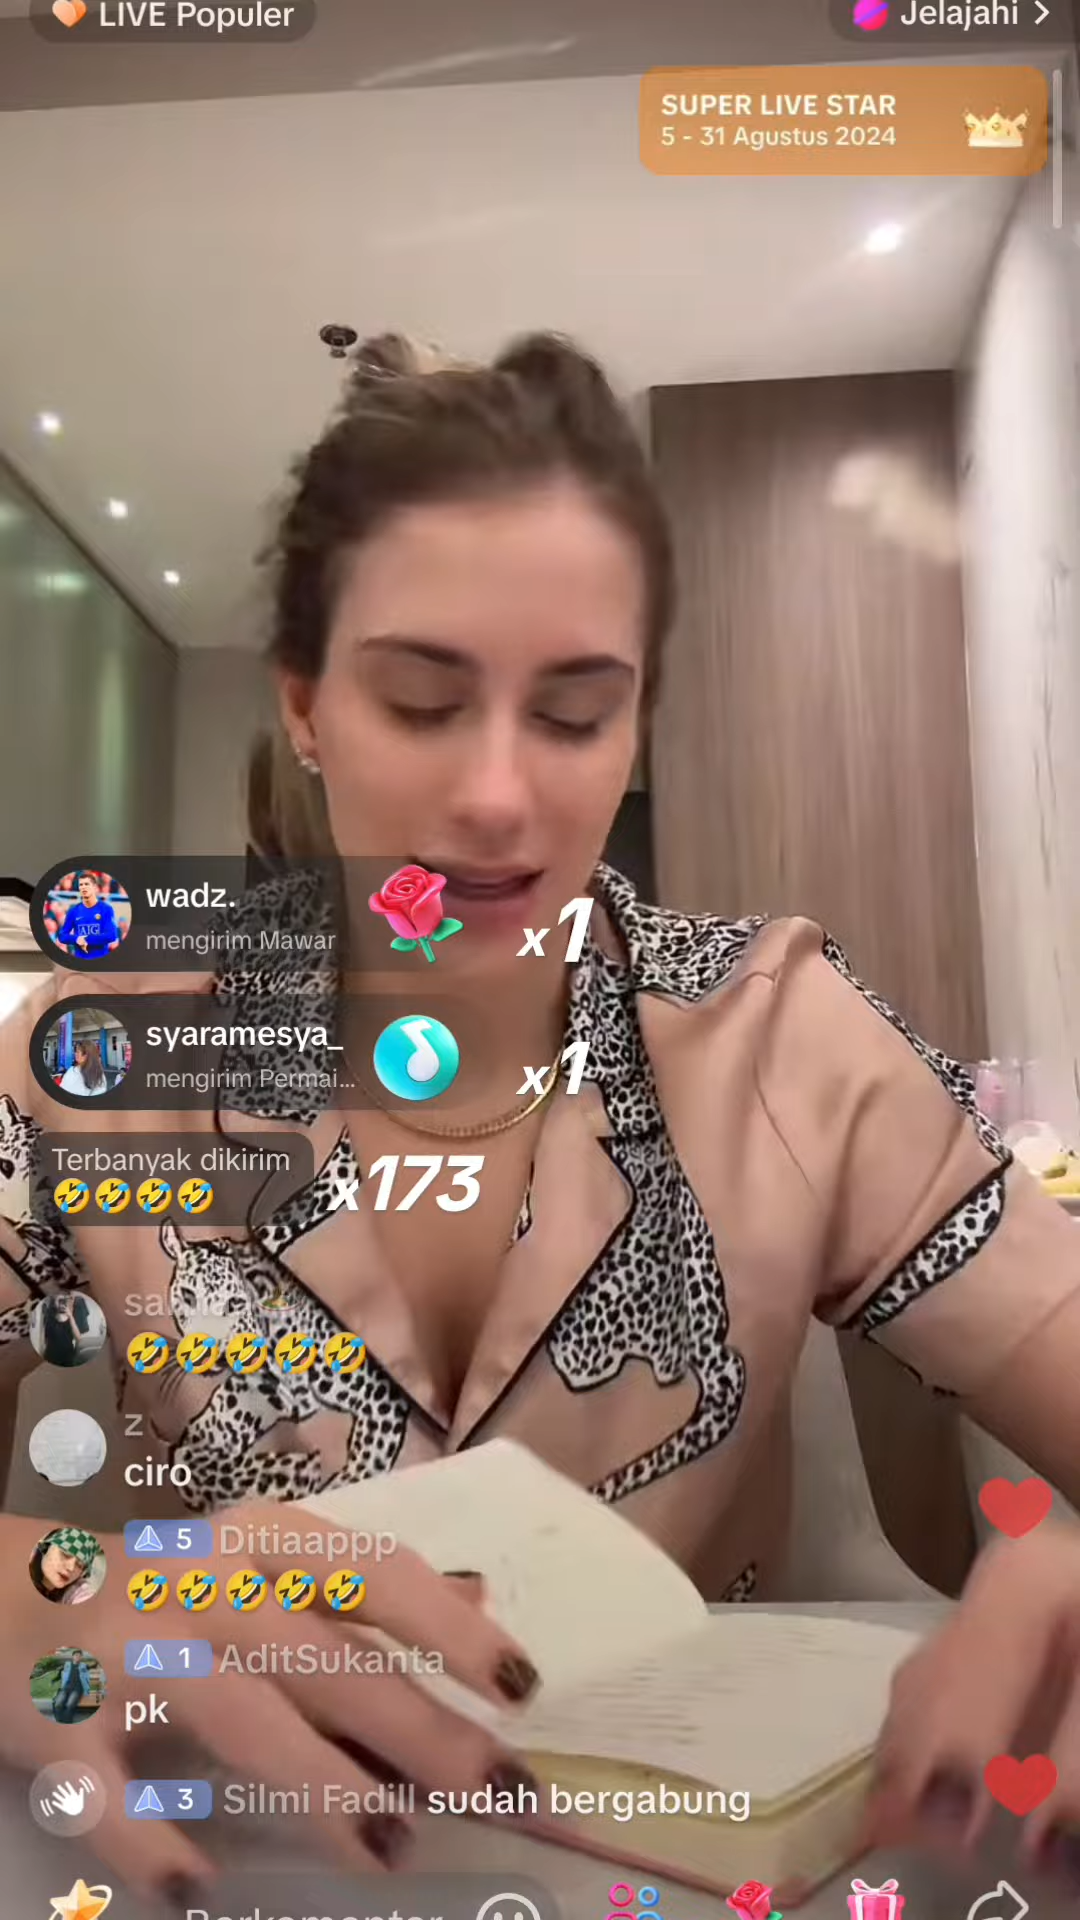 LIVE Populer
Jelajahi
SUPER LIVE STAR
5 - 31 Agustus 2024
wadz.
mengirim Mawar
x1
syaramesya_
mengirim Permai...
x1
Terbanyak dikirim
🤣🤣🤣🤣
x173
🤣🤣🤣🤣🤣
z
ciro
5 Ditiaappp
🤣🤣🤣🤣🤣
1 AditSukanta
pk
3 Silmi Fadill sudah bergabung
Berkomentar